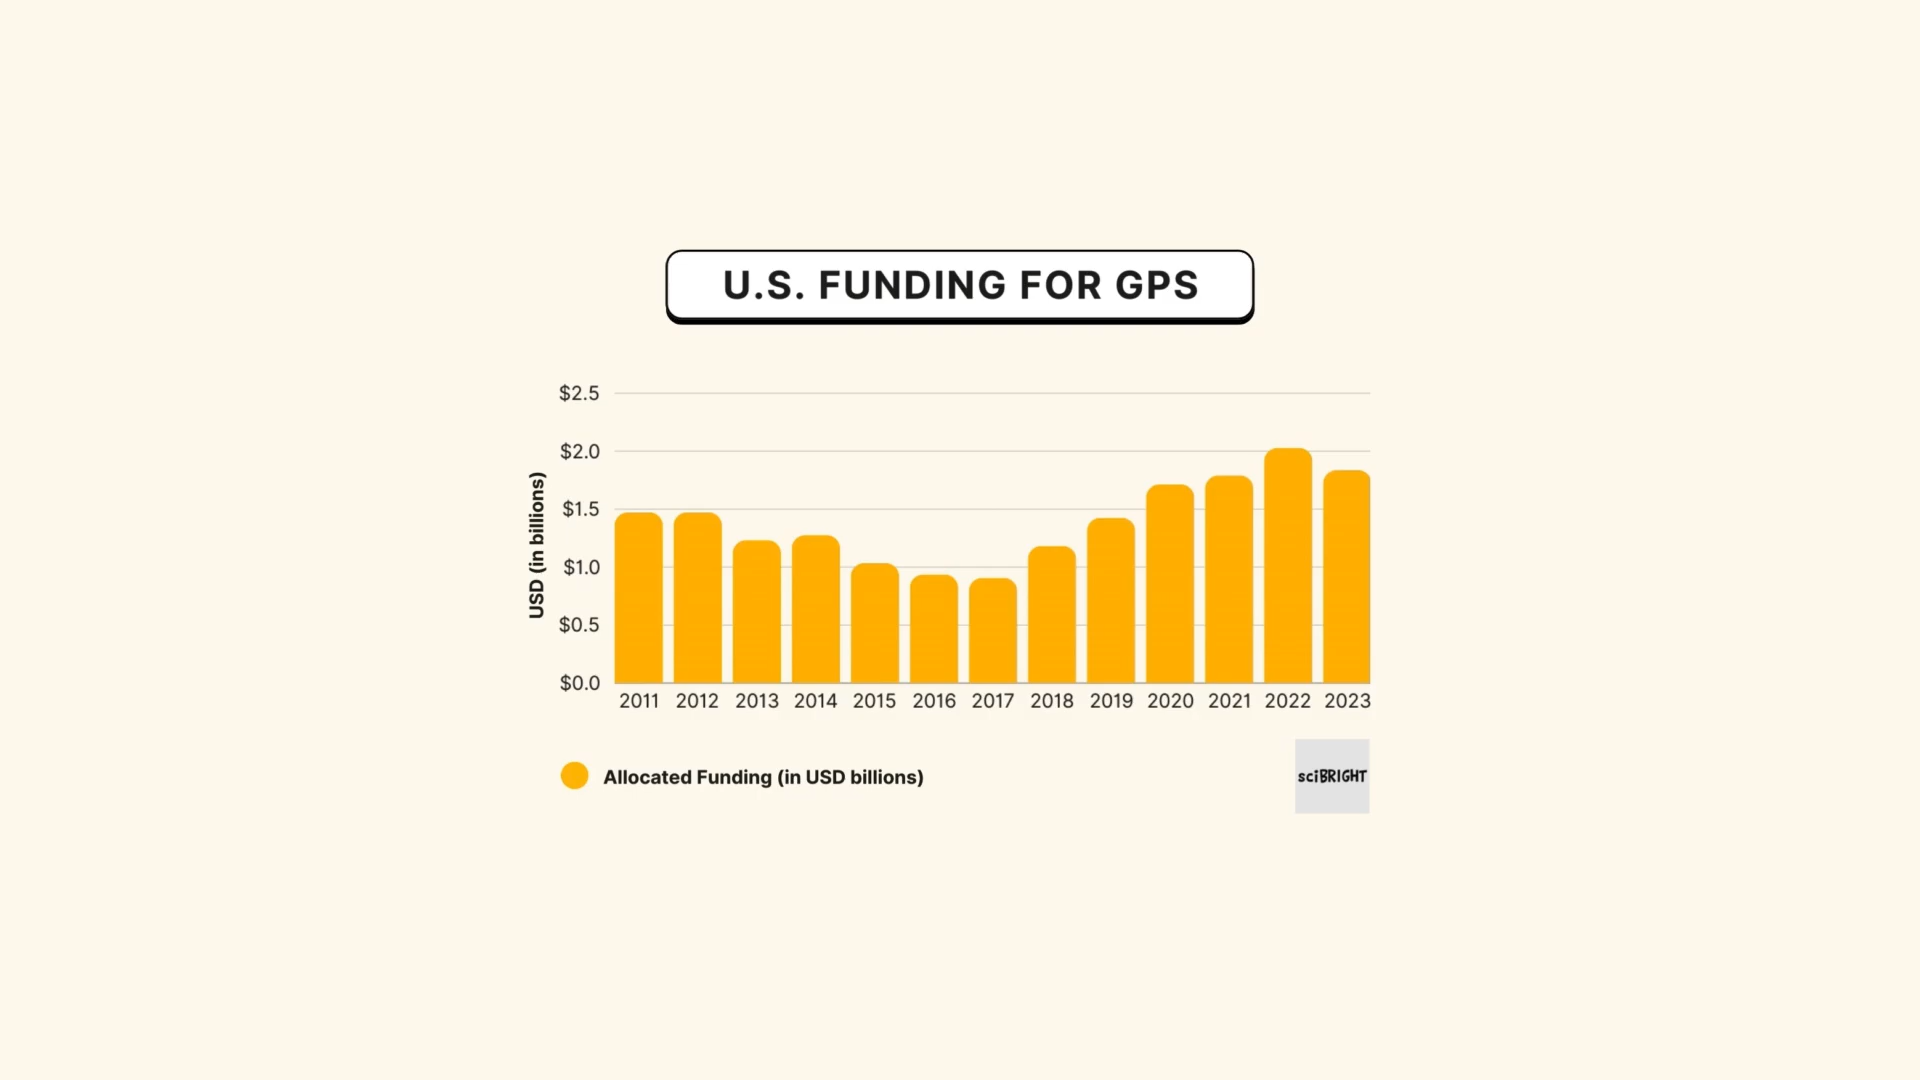 U.S. FUNDING FOR GPS
USD (in billions)
$2.5
$2.0
$1.5
$1.0
$0.5
$0.0
2011 2012 2013 2014 2015 2016 2017 2018 2019 2020 2021 2022 2023
Allocated Funding (in USD billions)
sciBRIGHT